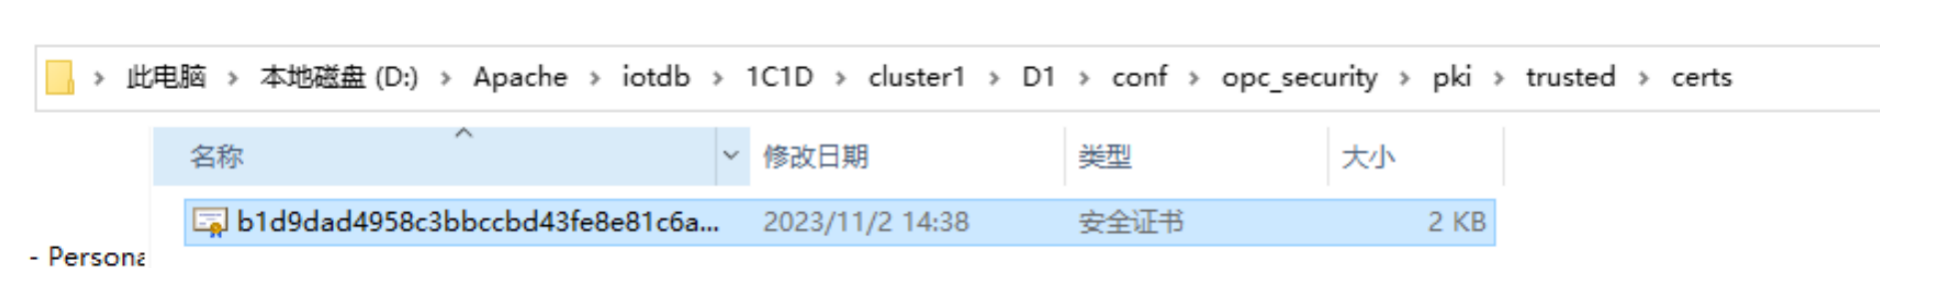 此电脑 > 本地磁盘 (D:) > Apache > iotdb > 1C1D > cluster1 > D1 > conf > opc_security > pki > trusted > certs
名称 修改日期 类型 大小
b1d9dad4958c3bbccbd43fe8e81c6a... 2023/11/2 14:38 安全证书 2 KB
- Persona